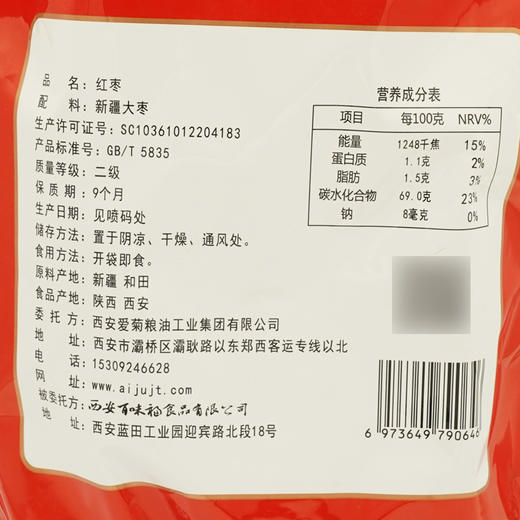 品名：红枣
配料：新疆大枣
生产许可证号：SC10361012204183
产品标准号：GB/T 5835
质量等级：二级
保质期：9个月
生产日期：见喷码处
储存方法：置于阴凉、干燥、通风处。
食用方法：开袋即食。
原料产地：新疆 和田
食品产地：陕西 西安
委托方：西安爱菊粮油工业集团有限公司
地址：西安市灞桥区灞耿路以东郑西客运专线以北
电话：15309246628
网址：www.aijujt.com
被委托方：西安百味福食品有限公司
地址：西安蓝田工业园迎宾路北段18号
营养成分表
项目 每100克 NRV%
能量 1248千焦 15%
蛋白质 1.1克 2%
脂肪 1.5克 3%
碳水化合物 69.0克 23%
钠 8毫克 0%
6 973649 790646